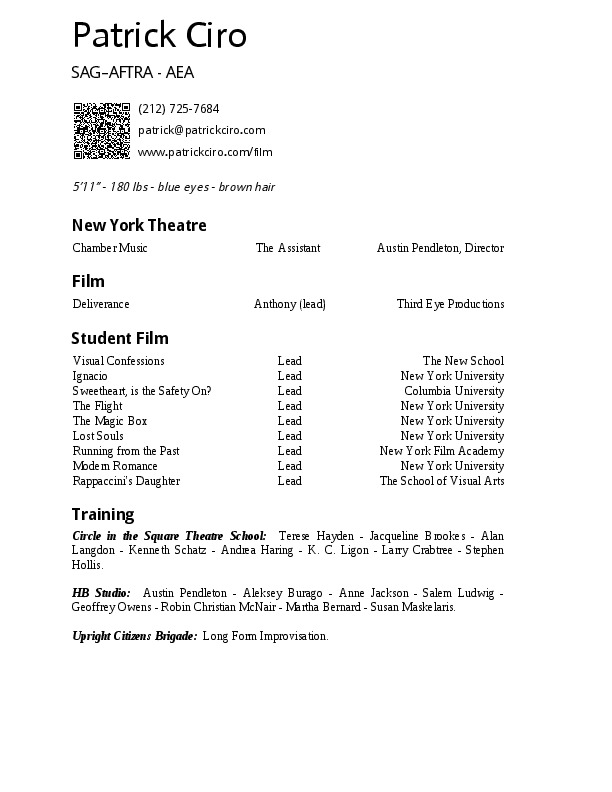 Patrick Ciro
SAG-AFTRA - AEA
(212) 725-7684
patrick@patrickciro.com
www.patrickciro.com/film
5'11" - 180 lbs - blue eyes - brown hair
New York Theatre
Chamber Music The Assistant Austin Pendleton, Director
Film
Deliverance Anthony (lead) Third Eye Productions
Student Film
Visual Confessions Lead The New School
Ignacio Lead New York University
Sweetheart, is the Safety On? Lead Columbia University
The Flight Lead New York University
The Magic Box Lead New York University
Lost Souls Lead New York University
Running from the Past Lead New York Film Academy
Modern Romance Lead New York University
Rappaccini's Daughter Lead The School of Visual Arts
Training
Circle in the Square Theatre School: Terese Hayden - Jacqueline Brookes - Alan
Langdon - Kenneth Schatz - Andrea Haring - K. C. Ligon - Larry Crabtree - Stephen
Hollis.
HB Studio: Austin Pendleton - Aleksey Burago - Anne Jackson - Salem Ludwig -
Geoffrey Owens - Robin Christian McNair - Martha Bernard - Susan Maskelaris.
Upright Citizens Brigade: Long Form Improvisation.